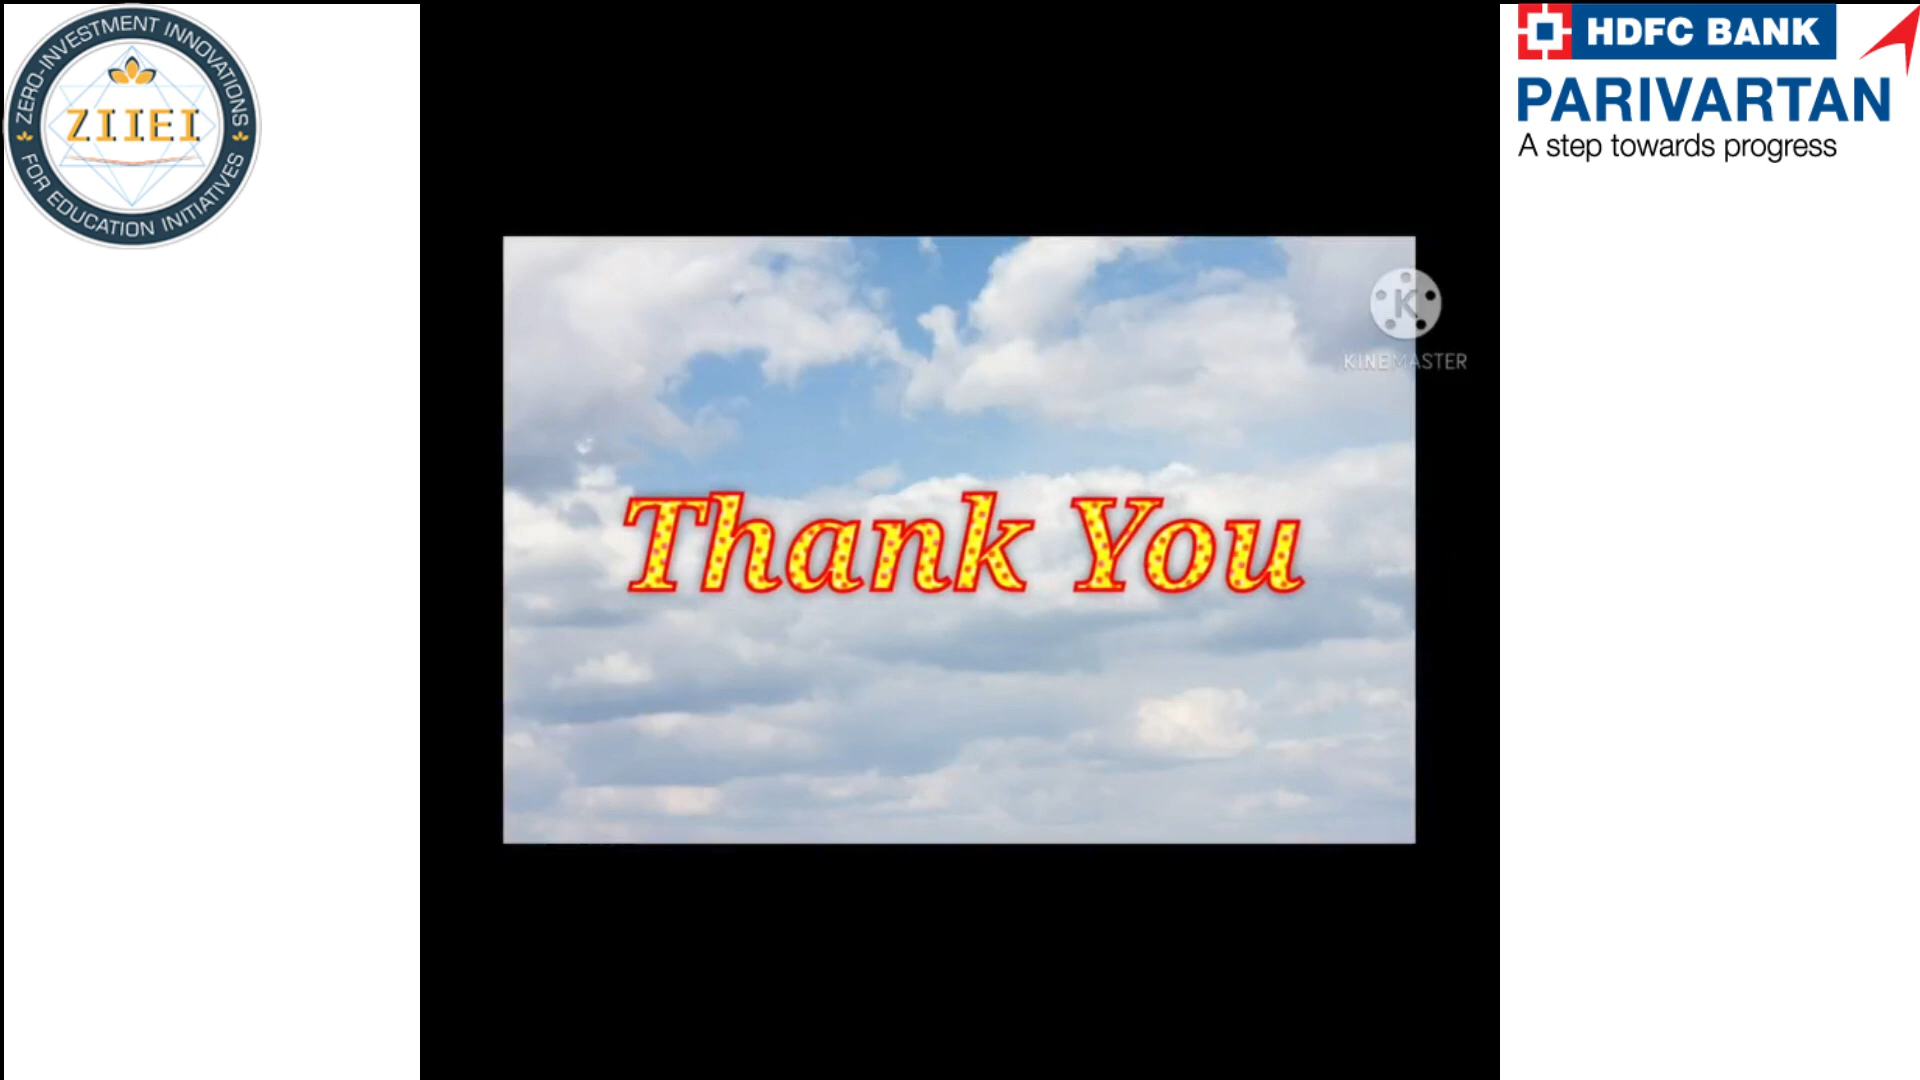 ZERO-INVESTMENT INNOVATIONS
FOR EDUCATION INITIATIVES
ZIIEI
HDFC BANK
PARIVARTAN
A step towards progress
K
KINEMASTER
Thank You